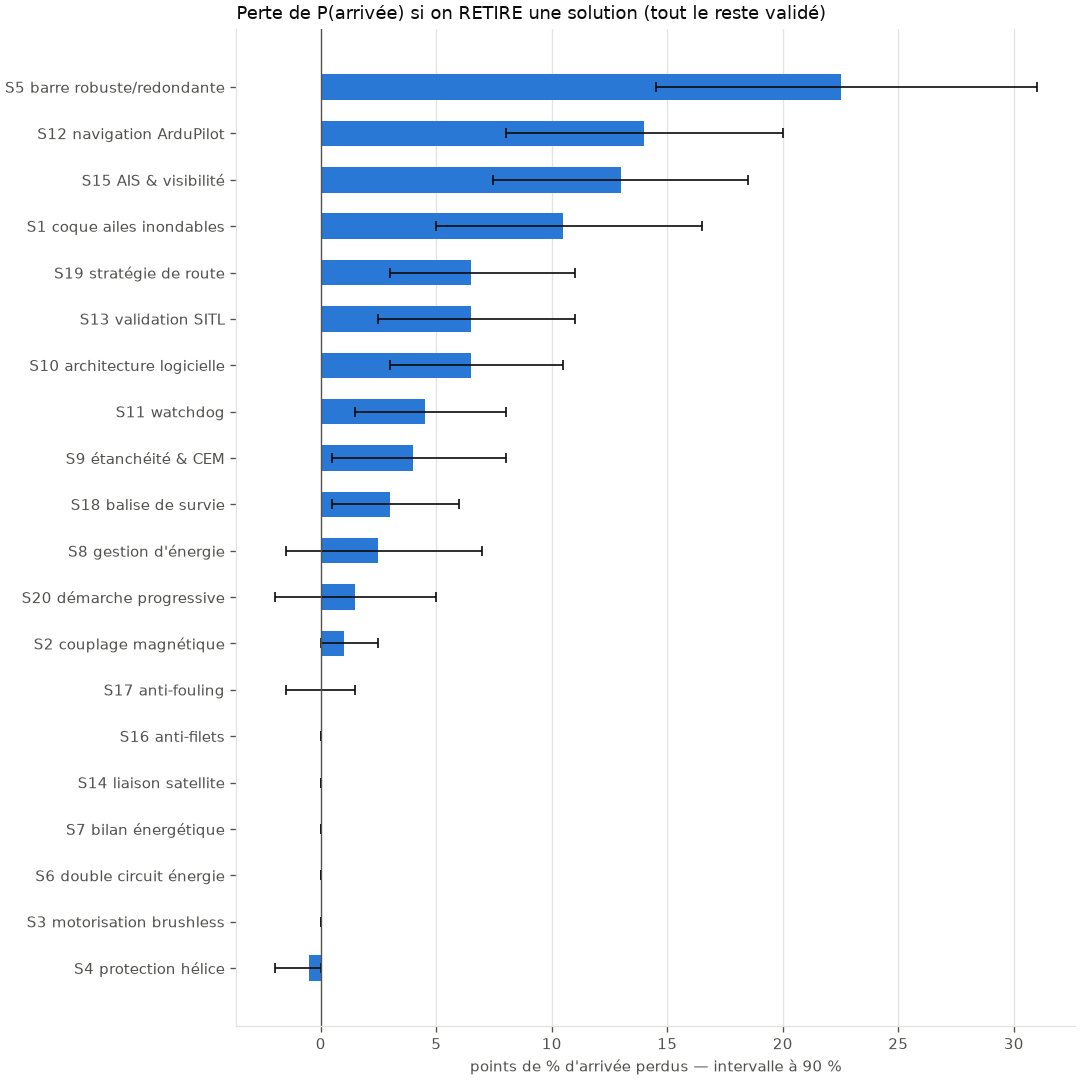 Perte de P(arrivée) si on RETIRE une solution (tout le reste validé)
S5 barre robuste/redondante
S12 navigation ArduPilot
S15 AIS & visibilité
S1 coque ailes inondables
S19 stratégie de route
S13 validation SITL
S10 architecture logicielle
S11 watchdog
S9 étanchéité & CEM
S18 balise de survie
S8 gestion d'énergie
S20 démarche progressive
S2 couplage magnétique
S17 anti-fouling
S16 anti-filets
S14 liaison satellite
S7 bilan énergétique
S6 double circuit énergie
S3 motorisation brushless
S4 protection hélice
0 5 10 15 20 25 30
points de % d'arrivée perdus — intervalle à 90 %